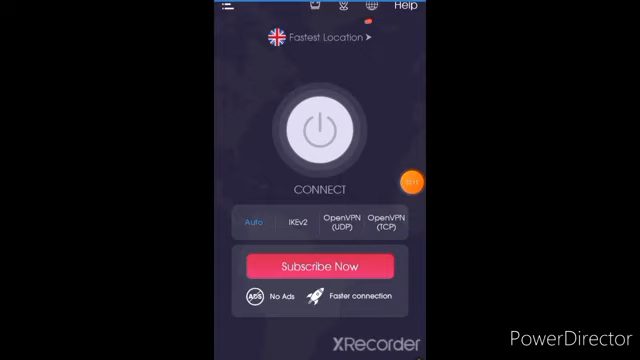 Help
Fastest Location
CONNECT
Auto
IKEv2
OpenVPN
(UDP)
OpenVPN
(TCP)
Subscribe Now
ADS
No Ads
Faster connection
XRecorder
PowerDirector